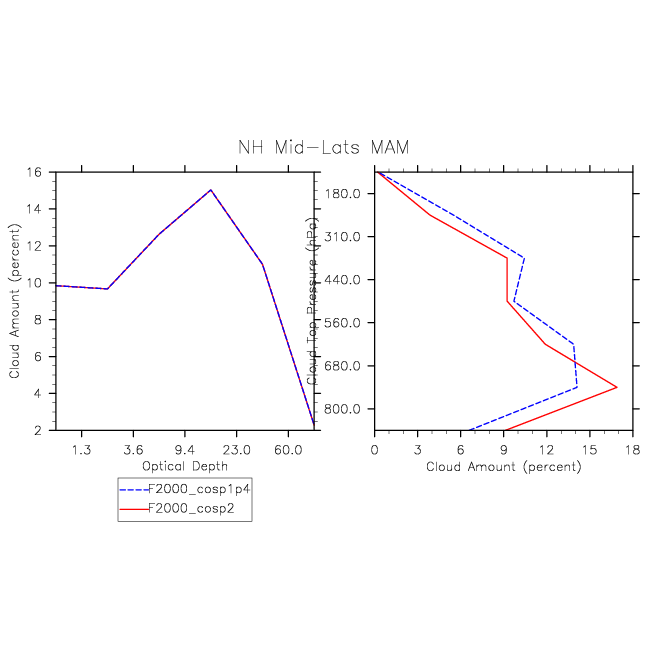 NH Mid-Lats MAM
16
14
12
10
8
6
4
2
Cloud Amount (percent)
1.3 3.6 9.4 23.0 60.0
Optical Depth
Cloud Top Pressure (hPa)
180.0
310.0
440.0
560.0
680.0
800.0
0 3 6 9 12 15 18
Cloud Amount (percent)
F2000_cosp1p4
F2000_cosp2